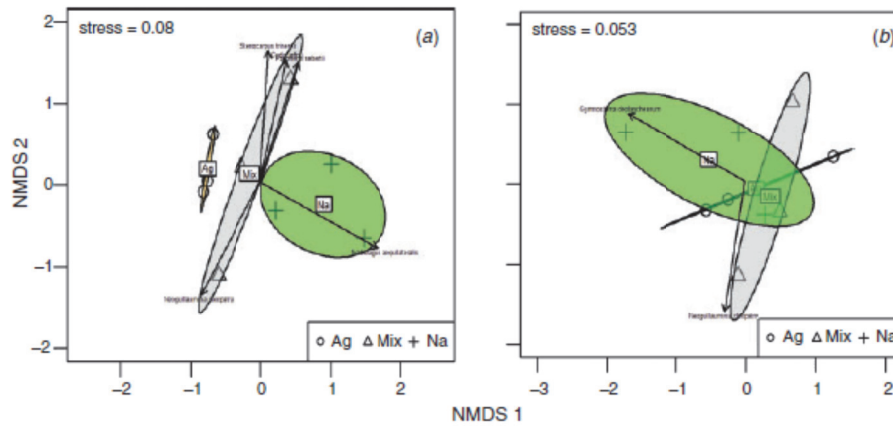 stress = 0.08
(a)
NMDS 2
2
1
0
−1
−2
Ag
Mix
Na
Ag Mix Na
−2 −1 0 1 2
stress = 0.053
(b)
Na
Mix
Ag Mix Na
−3 −2 −1 0 1 2
NMDS 1